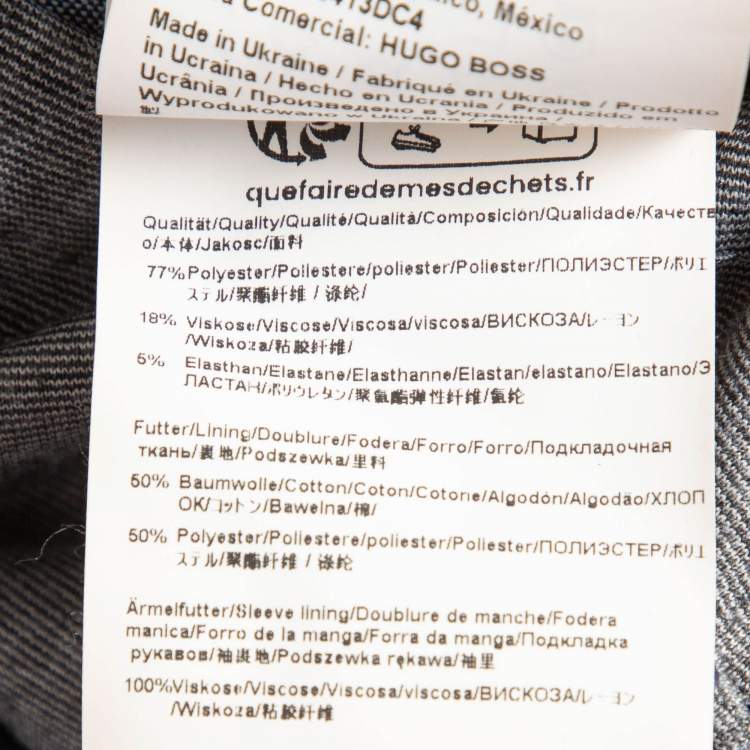 México
413DC4
Comercial: HUGO BOSS
Made in Ukraine / Fabriqué en Ukraine / Prodotto
in Ucraina / Hecho en Ucrania / Produzido em
Ucrânia / Произведено в Украина /
Wyprodukowano w Ukraina /
quefairedemesdechets.fr
Qualität/Quality/Qualité/Qualità/Composición/Qualidade/Качеств
о/本体/Jakosc/面料
77% Polyester/Poliestere/poliester/Poliester/ПОЛИЭСТЕР/ポリエ
ステル/聚酯纤维 / 涤纶/
18% Viskose/Viscose/Viscosa/viscosa/ВИСКОЗА/レーヨン
/Wiskoza/粘胶纤维/
5% Elasthan/Elastane/Elasthanne/Elastan/elastano/Elastano/Э
ЛАСТАН/ポリウレタン/聚氨酯弹性纤维/氨纶
Futter/Lining/Doublure/Fodera/Forro/Forro/Подкладочная
ткань/裏地/Podszewka/里料
50% Baumwolle/Cotton/Coton/Cotone/Algodón/Algodão/ХЛОП
ОК/コットン/Bawelna/棉/
50% Polyester/Poliestere/poliester/Poliester/ПОЛИЭСТЕР/ポリエ
ステル/聚酯纤维 / 涤纶
Ärmelfutter/Sleeve lining/Doublure de manche/Fodera
manica/Forro de la manga/Forra da manga/Подкладка
рукавов/袖裏地/Podszewka rękawa/袖里
100%Viskose/Viscose/Viscosa/viscosa/ВИСКОЗА/レーヨン
/Wiskoza/粘胶纤维